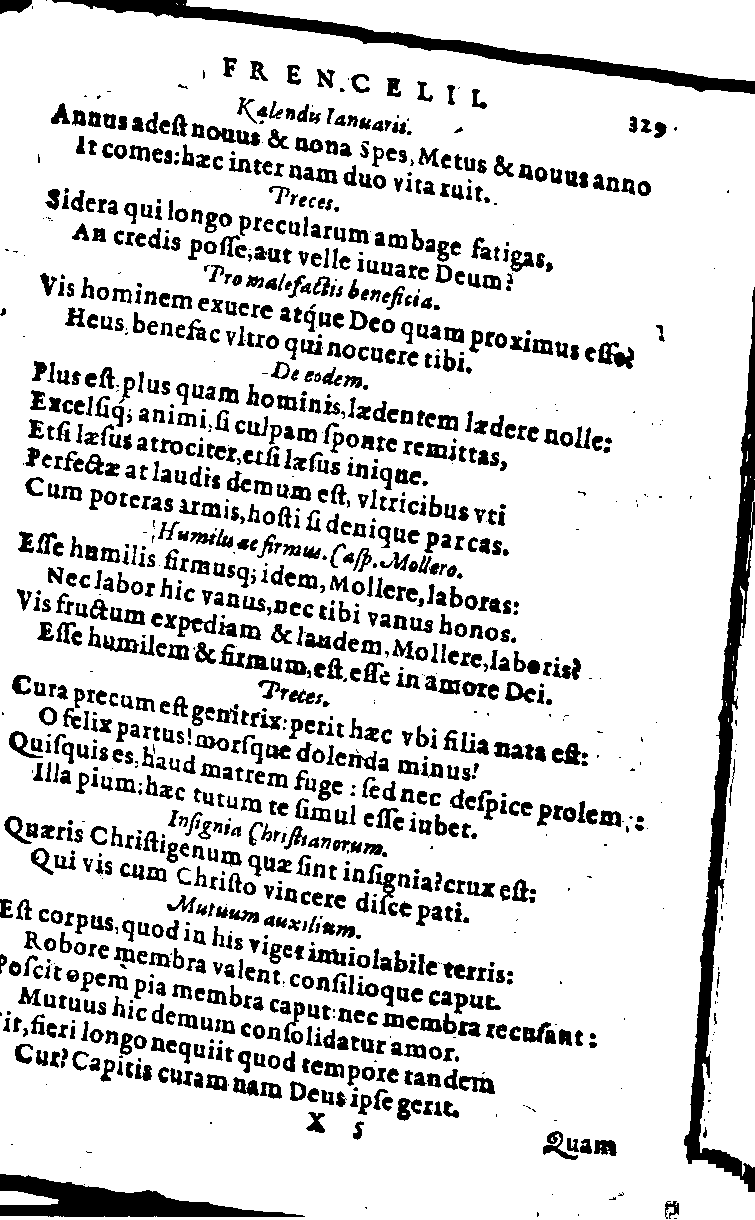 FRENCELII.
329
Kalendis Ianuariis.
Annus adeſt nouus & nona Spes, Metus & nouus anno
It comes: hæc inter nam duo vita ruit.
Preces.
Sidera qui longo precularum ambage fatigas,
An credis poſſe, aut velle iuuare Deum?
Pro malefactis beneficia.
Vis hominem exuere atq́ue Deo quam proximus eſſe?
Heus, benefac vltro qui nocuere tibi.
De eodem.
Plus eſt, plus quam hominis, lædentem lædere nolle:
Excelſiq; animi, ſi culpam ſponte remittas,
Etſi læſus atrociter, etſi læſus inique.
Perfectæ at laudis demum eſt, vltricibus vti
Cum poteras armis, hoſti ſi denique parcas.
Humilis ac firmus. Caſp. Mollero.
Eſſe humilis firmusq; idem, Mollere, laboras:
Nec labor hic vanus, nec tibi vanus honos.
Vis fructum expediam & laudem, Mollere, laboris?
Eſſe humilem & firmum, eſt, eſſe in amore Dei.
Preces.
Cura precum eſt genitrix: perit hæc vbi filia nata eſt:
O felix partus! morſque dolenda minus!
Quiſquis es, haud matrem fuge: ſed nec deſpice prolem:
Illa pium; hæc tutum te ſimul eſſe iubet.
Inſignia Chriſtianorum.
Quæris Chriſtigenum quæ ſint inſignia? crux eſt:
Qui vis cum Chriſto vincere diſce pati.
Mutuum auxilium.
Eſt corpus, quod in his viget inuiolabile terris:
Robore membra valent, conſilioque caput.
Poſcit opem pia membra caput: nec membra recuſant:
Mutuus hic demum conſolidatur amor.
it, fieri longo nequiit quod tempore tandem
Cur? Capitis curam nam Deus ipſe gerit.
X 5
Quam